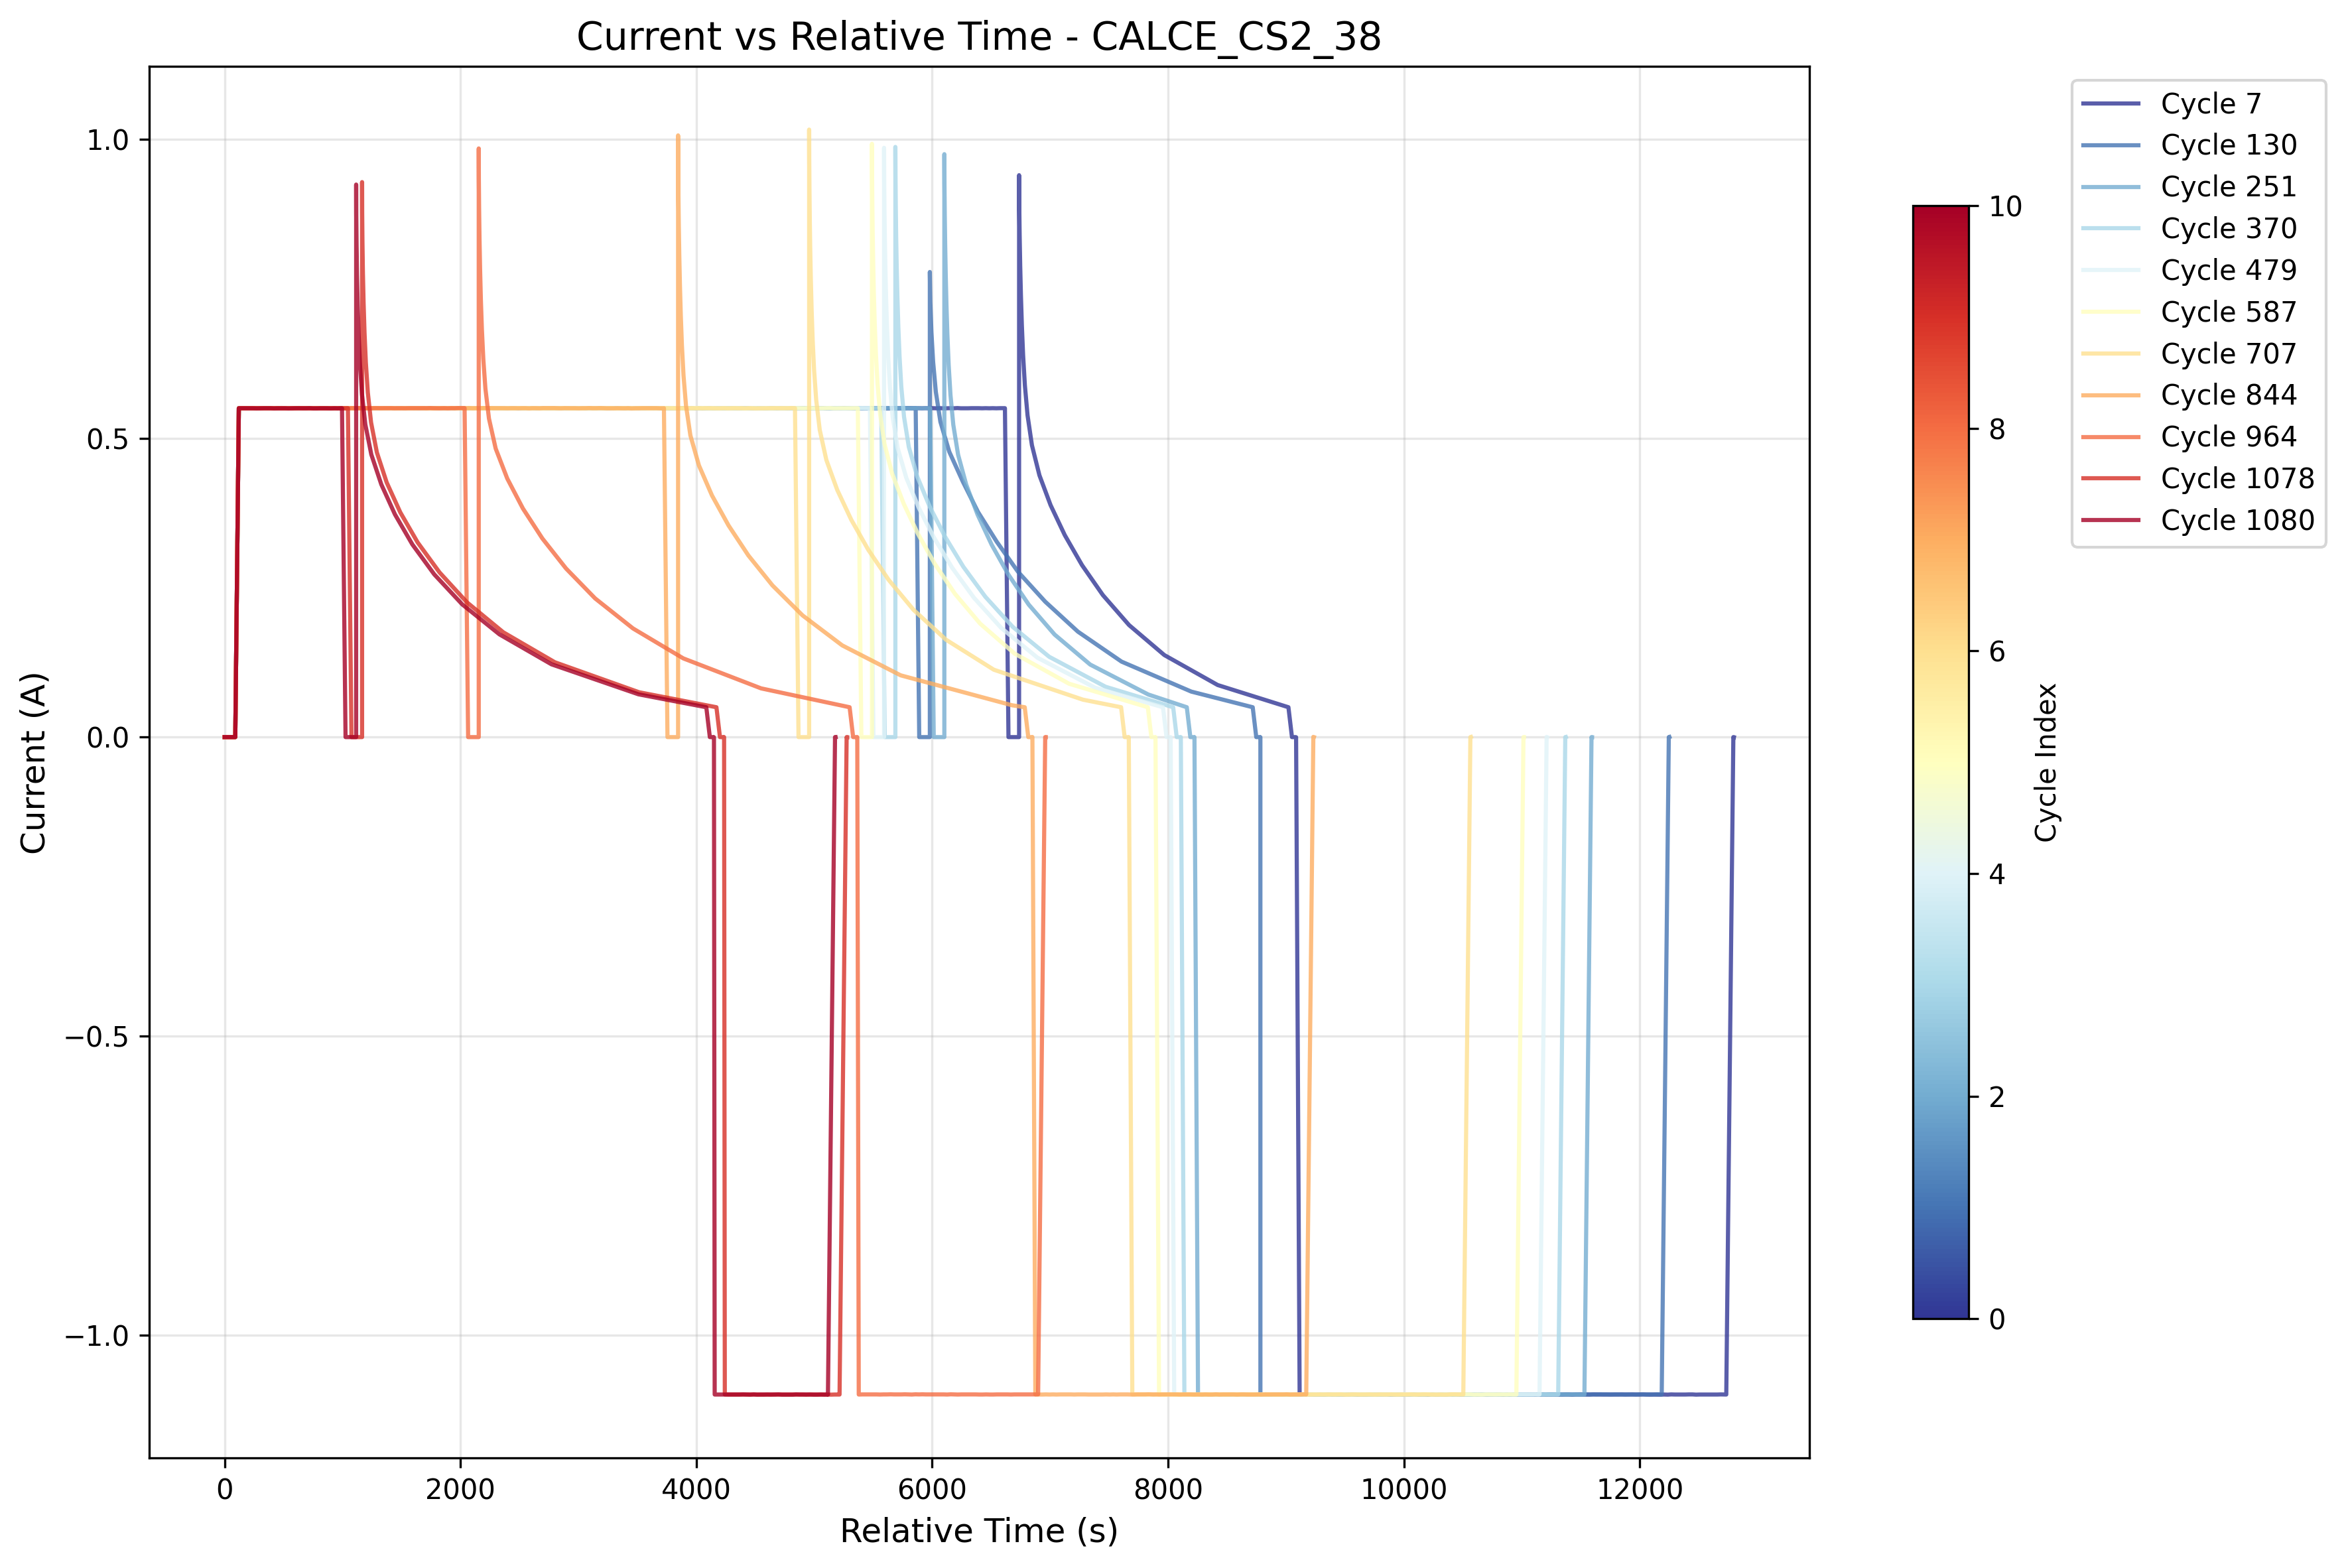 Current vs Relative Time - CALCE_CS2_38
Current (A)
1.0
0.5
0.0
−0.5
−1.0
0
2000
4000
6000
8000
10000
12000
Relative Time (s)
10
8
6
4
2
0
Cycle Index
Cycle 7
Cycle 130
Cycle 251
Cycle 370
Cycle 479
Cycle 587
Cycle 707
Cycle 844
Cycle 964
Cycle 1078
Cycle 1080